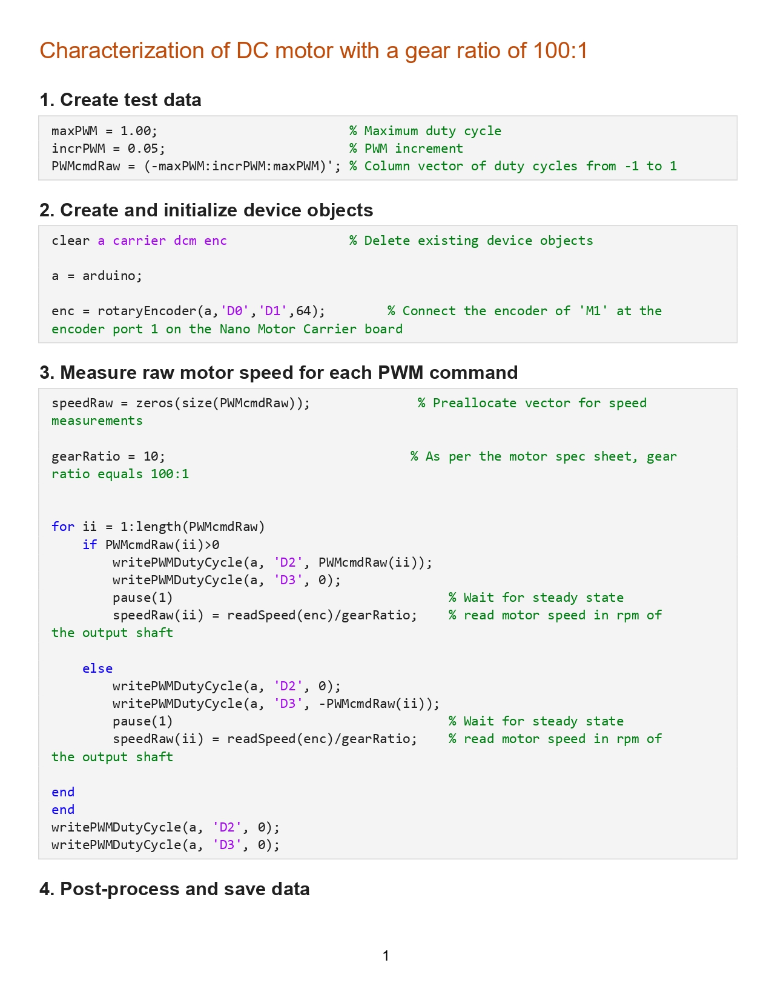 Characterization of DC motor with a gear ratio of 100:1
1. Create test data
maxPWM = 1.00;                         % Maximum duty cycle
incrPWM = 0.05;                        % PWM increment
PWMcmdRaw = (-maxPWM:incrPWM:maxPWM)'; % Column vector of duty cycles from -1 to 1
2. Create and initialize device objects
clear a carrier dcm enc                % Delete existing device objects
a = arduino;
enc = rotaryEncoder(a,'D0','D1',64);        % Connect the encoder of 'M1' at the
encoder port 1 on the Nano Motor Carrier board
3. Measure raw motor speed for each PWM command
speedRaw = zeros(size(PWMcmdRaw));              % Preallocate vector for speed
measurements
gearRatio = 10;                                % As per the motor spec sheet, gear
ratio equals 100:1
for ii = 1:length(PWMcmdRaw)
    if PWMcmdRaw(ii)>0
        writePWMDutyCycle(a, 'D2', PWMcmdRaw(ii));
        writePWMDutyCycle(a, 'D3', 0);
        pause(1)                                    % Wait for steady state
        speedRaw(ii) = readSpeed(enc)/gearRatio;    % read motor speed in rpm of
the output shaft
    else
        writePWMDutyCycle(a, 'D2', 0);
        writePWMDutyCycle(a, 'D3', -PWMcmdRaw(ii));
        pause(1)                                    % Wait for steady state
        speedRaw(ii) = readSpeed(enc)/gearRatio;    % read motor speed in rpm of
the output shaft
end
end
writePWMDutyCycle(a, 'D2', 0);
writePWMDutyCycle(a, 'D3', 0);
4. Post-process and save data
1